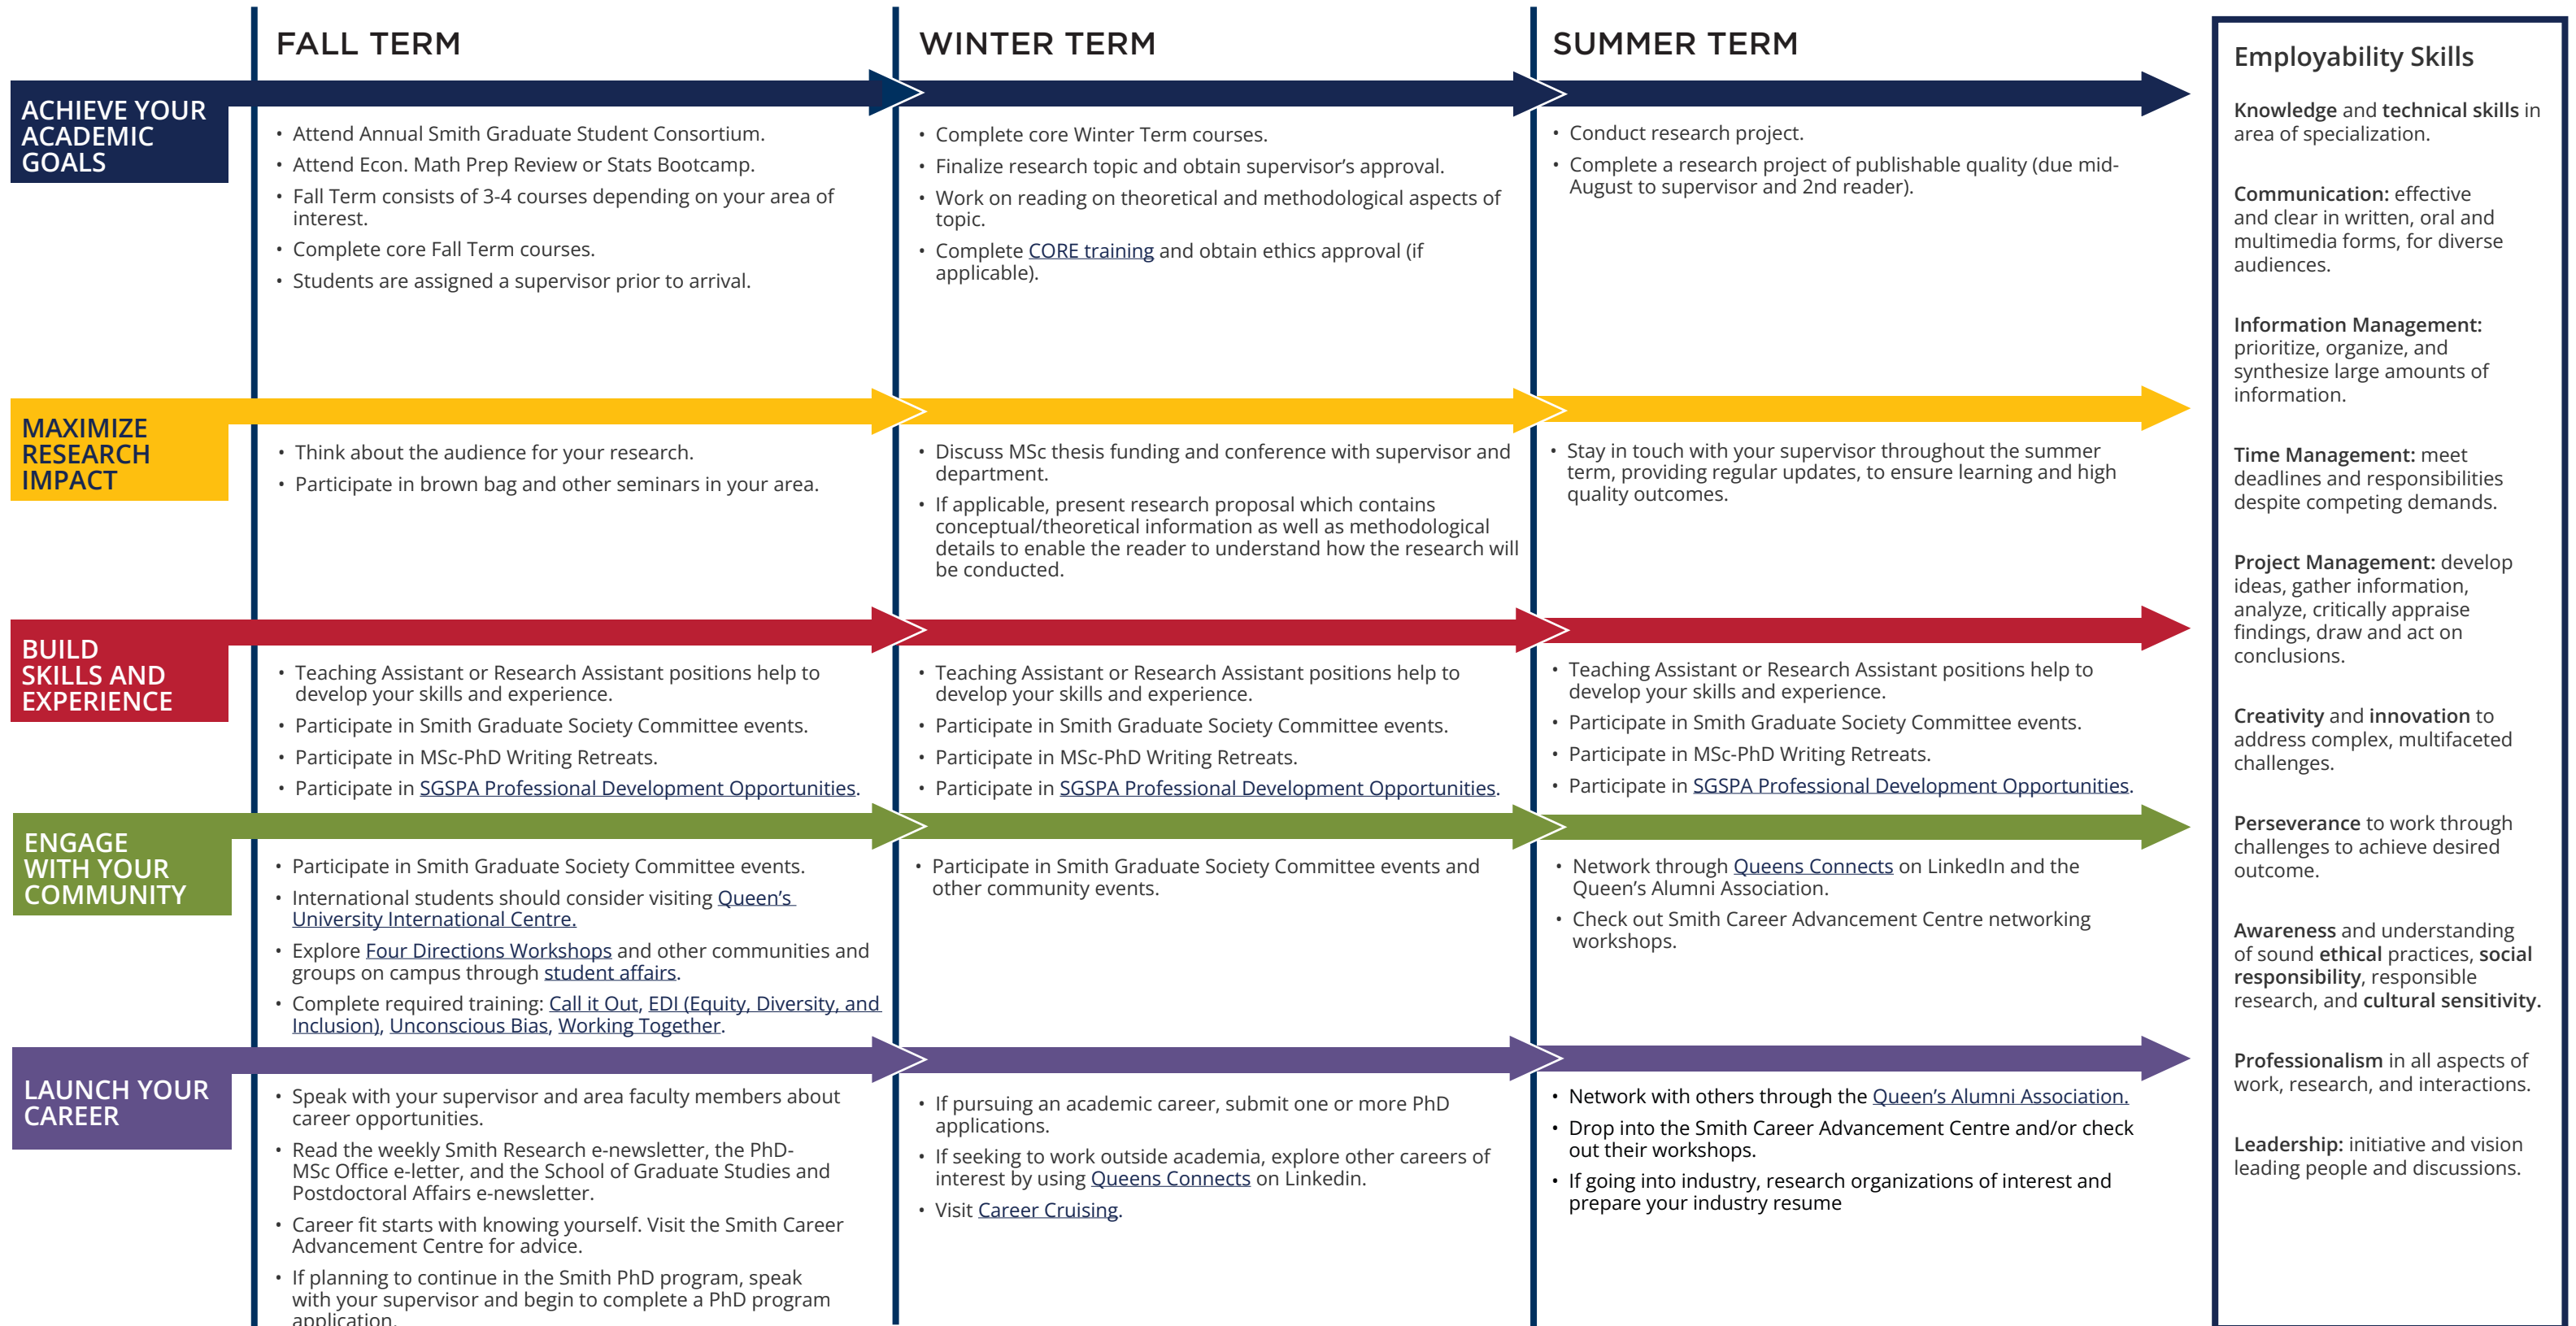 FALL TERM
WINTER TERM
SUMMER TERM
ACHIEVE YOUR
ACADEMIC
GOALS
• Attend Annual Smith Graduate Student Consortium.
• Attend Econ. Math Prep Review or Stats Bootcamp.
• Fall Term consists of 3-4 courses depending on your area of
interest.
• Complete core Fall Term courses.
• Students are assigned a supervisor prior to arrival.
• Complete core Winter Term courses.
• Finalize research topic and obtain supervisor’s approval.
• Work on reading on theoretical and methodological aspects of
topic.
• Complete CORE training and obtain ethics approval (if
applicable).
• Conduct research project.
• Complete a research project of publishable quality (due mid-
August to supervisor and 2nd reader).
MAXIMIZE
RESEARCH
IMPACT
• Think about the audience for your research.
• Participate in brown bag and other seminars in your area.
• Discuss MSc thesis funding and conference with supervisor and
department.
• If applicable, present research proposal which contains
conceptual/theoretical information as well as methodological
details to enable the reader to understand how the research will
be conducted.
• Stay in touch with your supervisor throughout the summer
term, providing regular updates, to ensure learning and high
quality outcomes.
BUILD
SKILLS AND
EXPERIENCE
• Teaching Assistant or Research Assistant positions help to
develop your skills and experience.
• Participate in Smith Graduate Society Committee events.
• Participate in MSc-PhD Writing Retreats.
• Participate in SGSPA Professional Development Opportunities.
• Teaching Assistant or Research Assistant positions help to
develop your skills and experience.
• Participate in Smith Graduate Society Committee events.
• Participate in MSc-PhD Writing Retreats.
• Participate in SGSPA Professional Development Opportunities.
• Teaching Assistant or Research Assistant positions help to
develop your skills and experience.
• Participate in Smith Graduate Society Committee events.
• Participate in MSc-PhD Writing Retreats.
• Participate in SGSPA Professional Development Opportunities.
ENGAGE
WITH YOUR
COMMUNITY
• Participate in Smith Graduate Society Committee events.
• International students should consider visiting Queen’s
University International Centre.
• Explore Four Directions Workshops and other communities and
groups on campus through student affairs.
• Complete required training: Call it Out, EDI (Equity, Diversity, and
Inclusion), Unconscious Bias, Working Together.
• Participate in Smith Graduate Society Committee events and
other community events.
• Network through Queens Connects on LinkedIn and the
Queen’s Alumni Association.
• Check out Smith Career Advancement Centre networking
workshops.
LAUNCH YOUR
CAREER
• Speak with your supervisor and area faculty members about
career opportunities.
• Read the weekly Smith Research e-newsletter, the PhD-
MSc Office e-letter, and the School of Graduate Studies and
Postdoctoral Affairs e-newsletter.
• Career fit starts with knowing yourself. Visit the Smith Career
Advancement Centre for advice.
• If planning to continue in the Smith PhD program, speak
with your supervisor and begin to complete a PhD program
application.
• If pursuing an academic career, submit one or more PhD
applications.
• If seeking to work outside academia, explore other careers of
interest by using Queens Connects on Linkedin.
• Visit Career Cruising.
• Network with others through the Queen’s Alumni Association.
• Drop into the Smith Career Advancement Centre and/or check
out their workshops.
• If going into industry, research organizations of interest and
prepare your industry resume
Employability Skills
Knowledge and technical skills in
area of specialization.
Communication: effective
and clear in written, oral and
multimedia forms, for diverse
audiences.
Information Management:
prioritize, organize, and
synthesize large amounts of
information.
Time Management: meet
deadlines and responsibilities
despite competing demands.
Project Management: develop
ideas, gather information,
analyze, critically appraise
findings, draw and act on
conclusions.
Creativity and innovation to
address complex, multifaceted
challenges.
Perseverance to work through
challenges to achieve desired
outcome.
Awareness and understanding
of sound ethical practices, social
responsibility, responsible
research, and cultural sensitivity.
Professionalism in all aspects of
work, research, and interactions.
Leadership: initiative and vision
leading people and discussions.